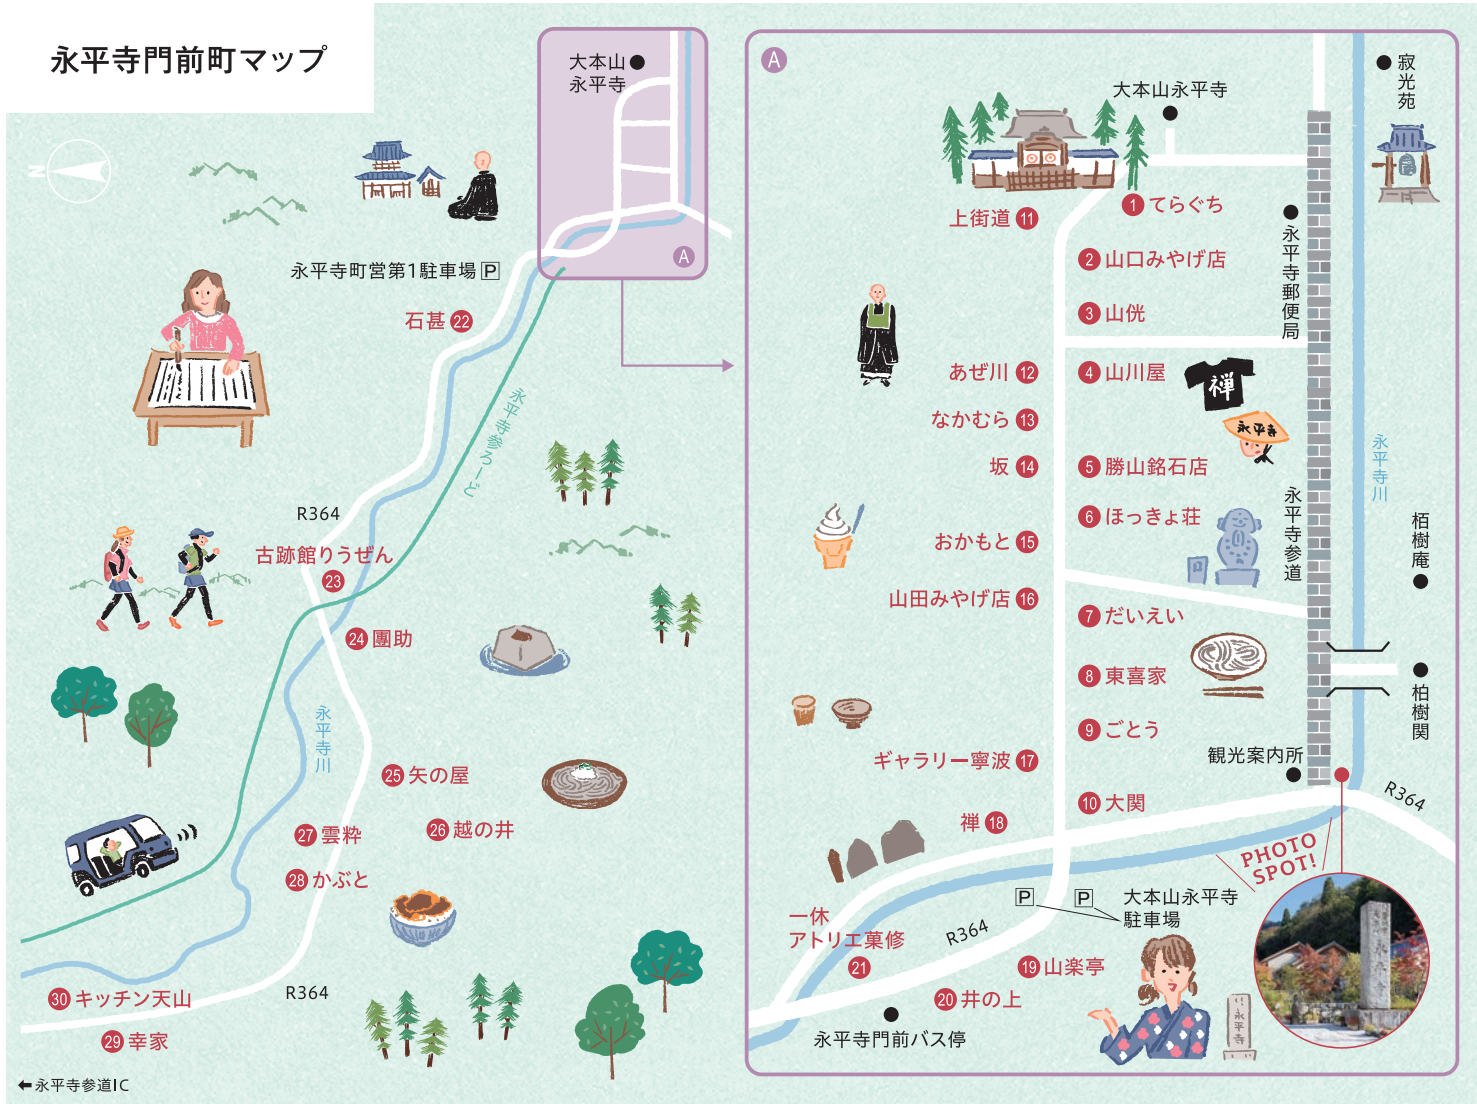 永平寺門前町マップ
N
大本山
永平寺
A
永平寺町営第1駐車場 P
石甚 22
永平寺参ろーど
R364
古跡館りうぜん
23
24 團助
永平寺川
25 矢の屋
26 越の井
27 雲粋
28 かぶと
R364
30 キッチン天山
29 幸家
←永平寺参道IC
A
大本山永平寺
寂光苑
1 てらぐち
上街道 11
2 山口みやげ店
永平寺郵便局
3 山侊
あぜ川 12
4 山川屋
禅
なかむら 13
永平寺
坂 14
5 勝山銘石店
永平寺川
6 ほっきょ荘
永平寺参道
栢樹庵
おかもと 15
山田みやげ店 16
7 だいえい
8 東喜家
柏樹関
9 ごとう
ギャラリー寧波 17
観光案内所
10 大関
R364
禅 18
PHOTO
SPOT!
P
P
大本山永平寺
駐車場
一休
アトリエ菓修
21
R364
19 山楽亭
20 井の上
永平寺門前バス停
永平寺
永平寺